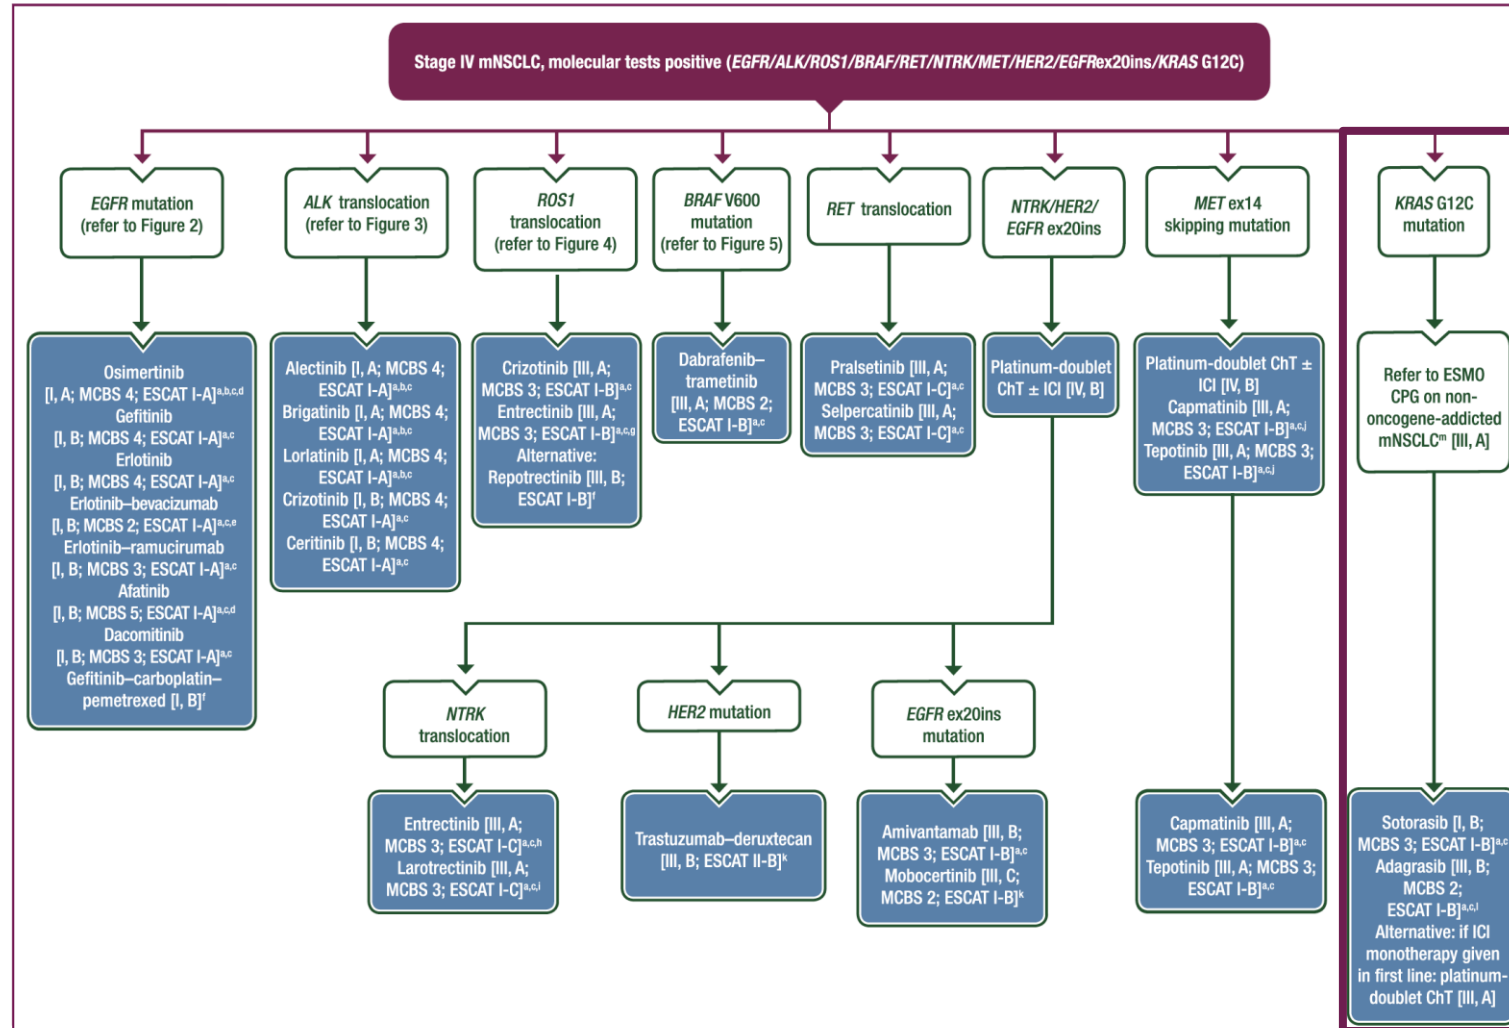 Stage IV mNSCLC, molecular tests positive (EGFR/ALK/ROS1/BRAF/RET/NTRK/MET/HER2/EGFRex20ins/KRAS G12C)
EGFR mutation
(refer to Figure 2)
ALK translocation
(refer to Figure 3)
ROS1
translocation
(refer to Figure 4)
BRAF V600
mutation
(refer to Figure 5)
RET translocation
NTRK/HER2/
EGFR ex20ins
MET ex14
skipping mutation
KRAS G12C
mutation
Osimertinib
[I, A; MCBS 4; ESCAT I-A]a,b,c,d
Gefitinib
[I, B; MCBS 4; ESCAT I-A]a,c
Erlotinib
[I, B; MCBS 4; ESCAT I-A]a,c
Erlotinib–bevacizumab
[I, B; MCBS 2; ESCAT I-A]a,c,e
Erlotinib–ramucirumab
[I, B; MCBS 3; ESCAT I-A]a,c
Afatinib
[I, B; MCBS 5; ESCAT I-A]a,c,d
Dacomitinib
[I, B; MCBS 3; ESCAT I-A]a,c
Gefitinib–carboplatin–
pemetrexed [I, B]f
Alectinib [I, A; MCBS 4;
ESCAT I-A]a,b,c
Brigatinib [I, A; MCBS 4;
ESCAT I-A]a,b,c
Lorlatinib [I, A; MCBS 4;
ESCAT I-A]a,b,c
Crizotinib [I, B; MCBS 4;
ESCAT I-A]a,c
Ceritinib [I, B; MCBS 4;
ESCAT I-A]a,c
Crizotinib [III, A;
MCBS 3; ESCAT I-B]a,c
Entrectinib [III, A;
MCBS 3; ESCAT I-B]a,c,g
Alternative:
Repotrectinib [III, B;
ESCAT I-B]f
Dabrafenib–
trametinib
[III, A; MCBS 2;
ESCAT I-B]a,c
Pralsetinib [III, A;
MCBS 3; ESCAT I-C]a,c
Selpercatinib [III, A;
MCBS 3; ESCAT I-C]a,c
Platinum-doublet
ChT ± ICI [IV, B]
Platinum-doublet ChT ±
ICI [IV, B]
Capmatinib [III, A;
MCBS 3; ESCAT I-B]a,c,j
Tepotinib [III, A; MCBS 3;
ESCAT I-B]a,c,j
Refer to ESMO
CPG on non-
oncogene-addicted
mNSCLCm [III, A]
NTRK
translocation
HER2 mutation
EGFR ex20ins
mutation
Entrectinib [III, A;
MCBS 3; ESCAT I-C]a,c,h
Larotrectinib [III, A;
MCBS 3; ESCAT I-C]a,c,i
Trastuzumab–deruxtecan
[III, B; ESCAT II-B]k
Amivantamab [III, B;
MCBS 3; ESCAT I-B]a,c
Mobocertinib [III, C;
MCBS 2; ESCAT I-B]k
Capmatinib [III, A;
MCBS 3; ESCAT I-B]a,c
Tepotinib [III, A; MCBS 3;
ESCAT I-B]a,c
Sotorasib [I, B;
MCBS 3; ESCAT I-B]a,c
Adagrasib [III, B;
MCBS 2;
ESCAT I-B]a,c,l
Alternative: if ICI
monotherapy given
in first line: platinum-
doublet ChT [III, A]